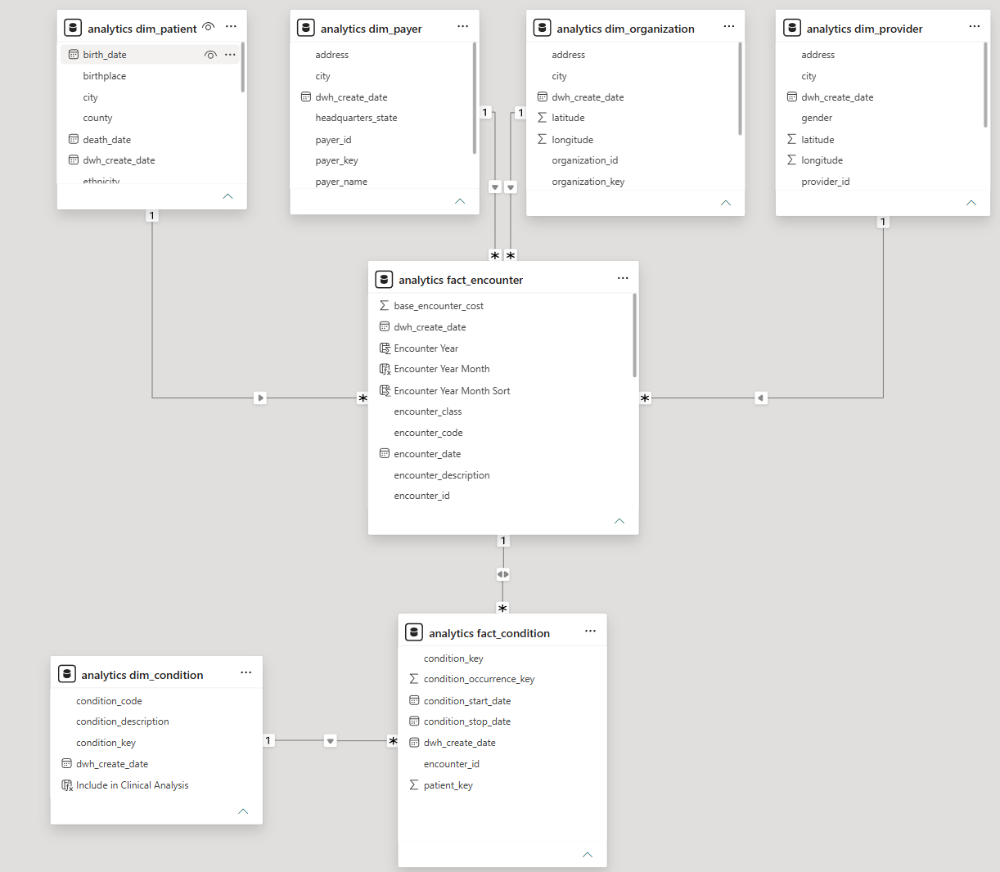 analytics dim_patient
birth_date
birthplace
city
county
death_date
dwh_create_date
ethnicity
1
analytics dim_payer
address
city
dwh_create_date
headquarters_state
payer_id
payer_key
payer_name
1
analytics dim_organization
address
city
dwh_create_date
latitude
longitude
organization_id
organization_key
1
analytics dim_provider
address
city
dwh_create_date
gender
latitude
longitude
provider_id
1
* *
analytics fact_encounter
base_encounter_cost
dwh_create_date
Encounter Year
Encounter Year Month
Encounter Year Month Sort
encounter_class
encounter_code
encounter_date
encounter_description
encounter_id
*
*
1
*
analytics fact_condition
condition_key
condition_occurrence_key
condition_start_date
condition_stop_date
dwh_create_date
encounter_id
patient_key
analytics dim_condition
condition_code
condition_description
condition_key
dwh_create_date
Include in Clinical Analysis
1
*